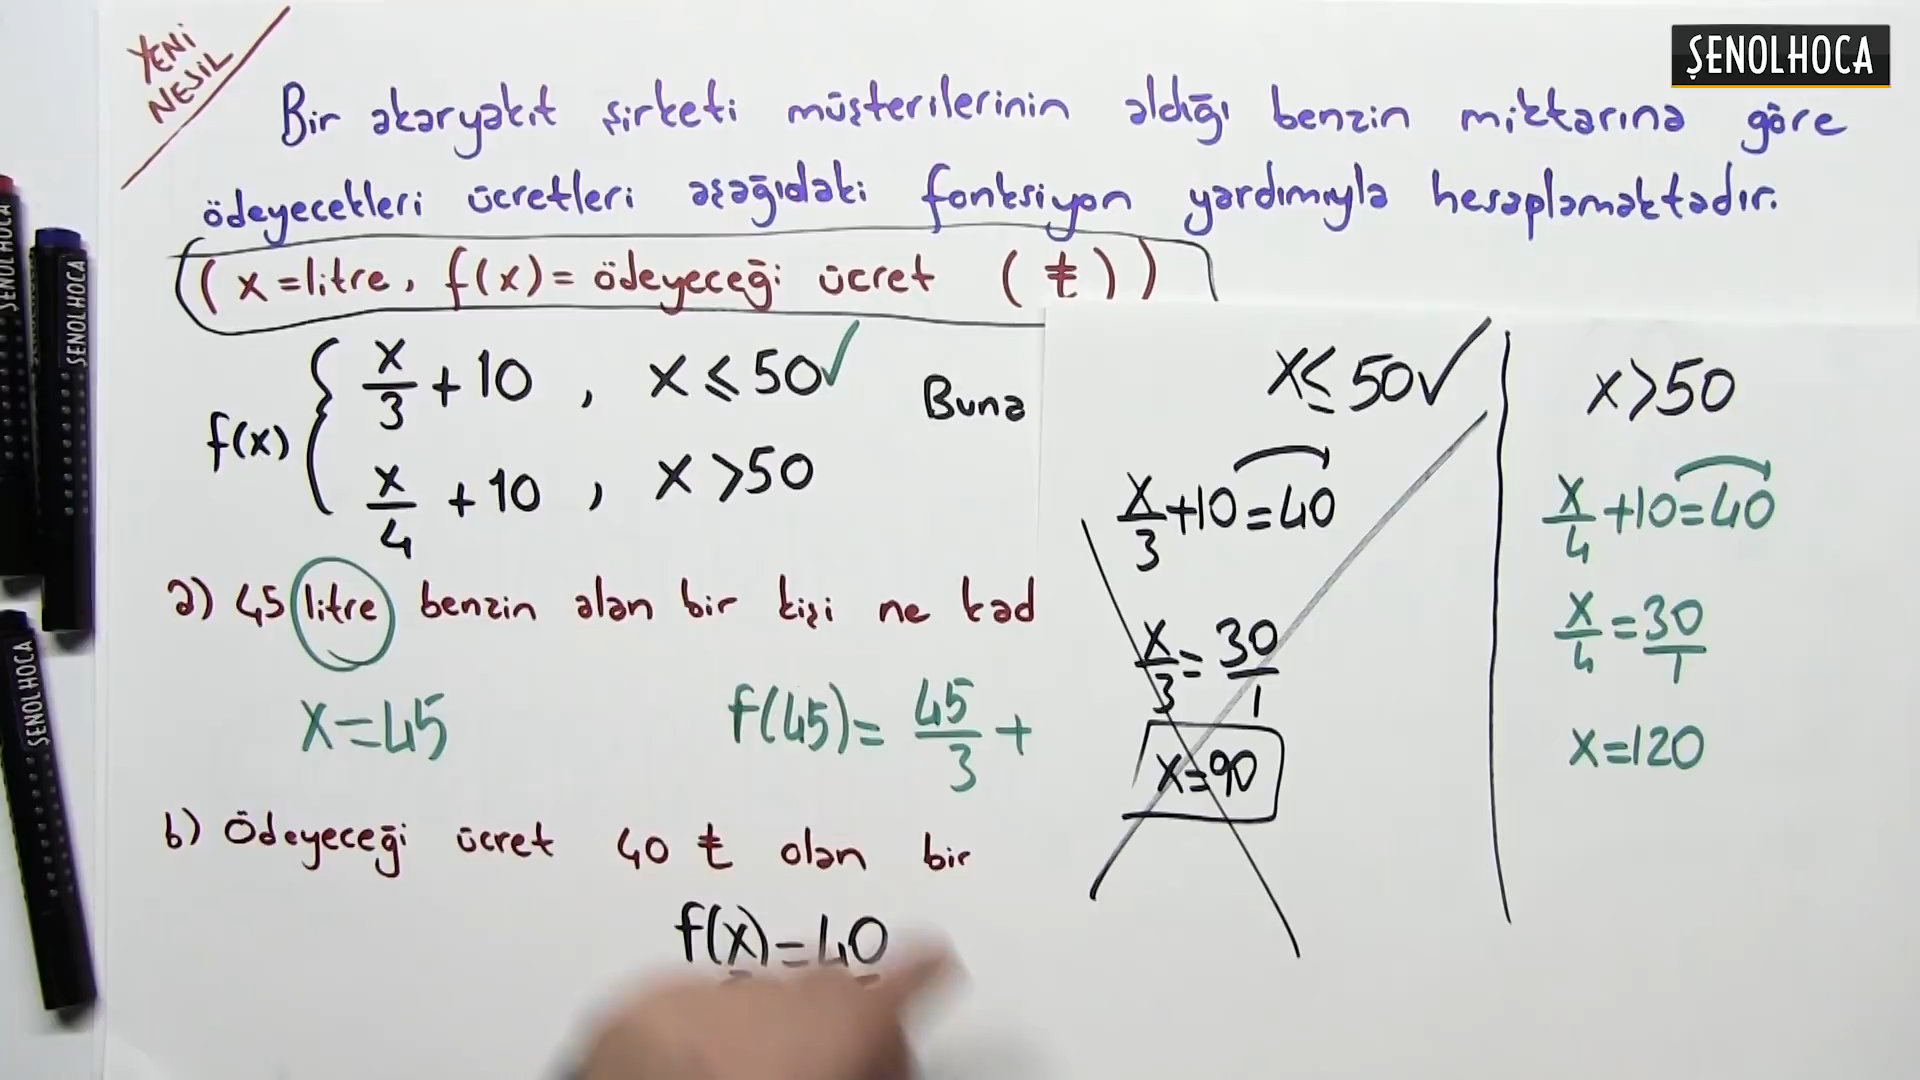 ŞENOLHOCA
YENİ
NESİL
Bir akaryakıt şirketi müşterilerinin aldığı benzin miktarına göre
ödeyecekleri ücretleri aşağıdaki fonksiyon yardımıyla hesaplamaktadır.
( x = litre, f(x) = ödeyeceği ücret ( ₺ ) )
f(x) { x/3 + 10 , x ≤ 50 ✓
x/4 + 10 , x > 50
Buna
a) 45 litre benzin alan bir kişi ne kad
x = 45
f(45) = 45/3 +
b) Ödeyeceği ücret 40 ₺ olan bir
f(x) = 40
x ≤ 50 ✓
x/3 + 10 = 40
x/3 = 30/1
x = 90
x > 50
x/4 + 10 = 40
x/4 = 30/1
x = 120
ŞENOLHOCA
ŞENOLHOCA
ŞENOLHOCA